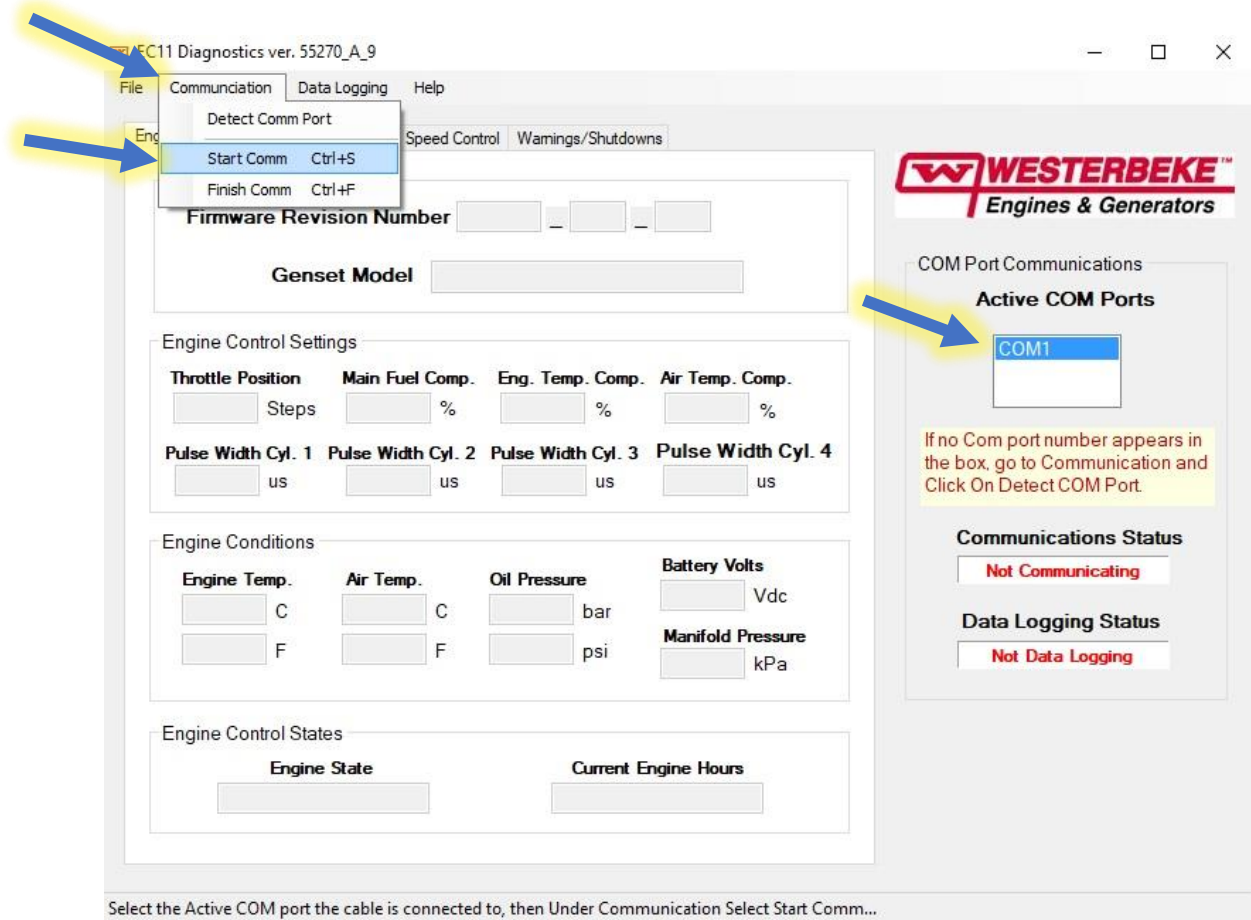 EC11 Diagnostics ver. 55270_A_9
File Communciation Data Logging Help
Detect Comm Port
Start Comm Ctrl+S
Finish Comm Ctrl+F
Speed Control Warnings/Shutdowns
Firmware Revision Number _ _
Genset Model
Engine Control Settings
Throttle Position Main Fuel Comp. Eng. Temp. Comp. Air Temp. Comp.
Steps % % %
Pulse Width Cyl. 1 Pulse Width Cyl. 2 Pulse Width Cyl. 3 Pulse Width Cyl. 4
us us us us
Engine Conditions
Engine Temp. Air Temp. Oil Pressure Battery Volts
C C bar Vdc
Manifold Pressure
F F psi kPa
Engine Control States
Engine State Current Engine Hours
WESTERBEKE™
Engines & Generators
COM Port Communications
Active COM Ports
COM1
If no Com port number appears in
the box, go to Communication and
Click On Detect COM Port.
Communications Status
Not Communicating
Data Logging Status
Not Data Logging
Select the Active COM port the cable is connected to, then Under Communication Select Start Comm...